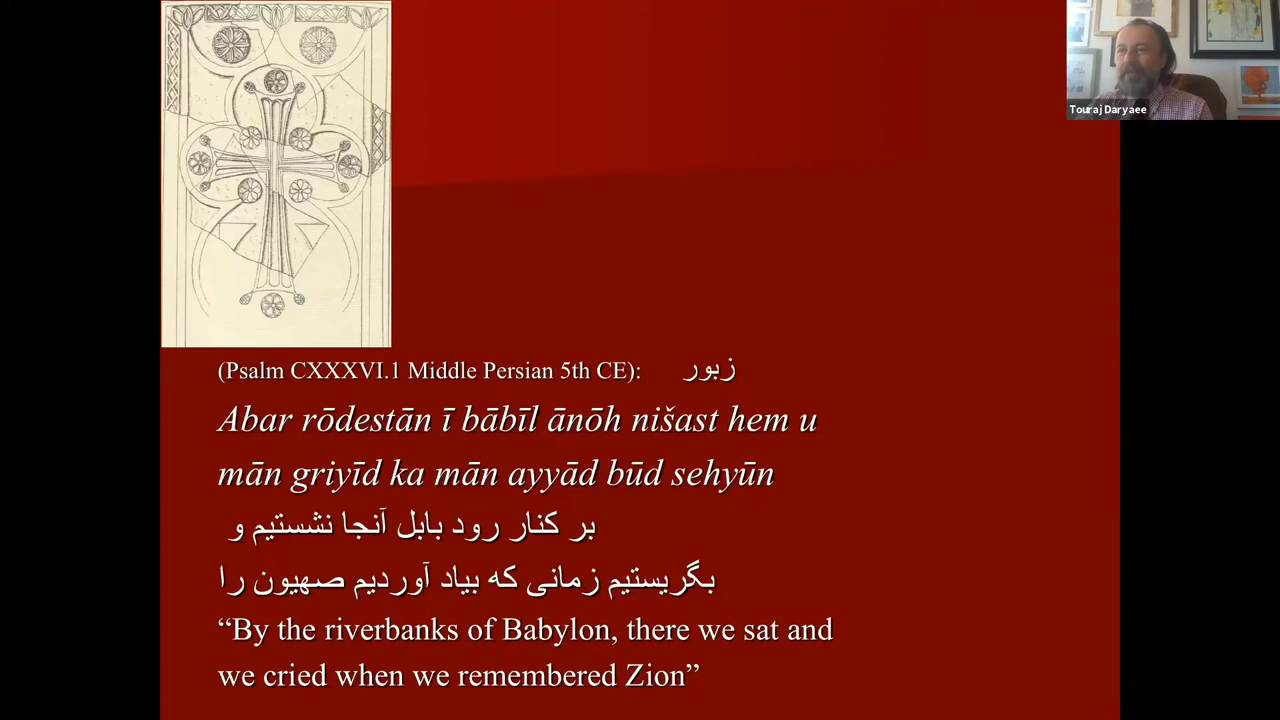 Touraj Daryaee
(Psalm CXXXVI.1 Middle Persian 5th CE): زبور
Abar rōdestān ī bābīl ānōh nišast hem u
mān griyīd ka mān ayyād būd sehyūn
بر کنار رود بابل آنجا نشستیم و
بگریستیم زمانی که بیاد آوردیم صهیون را
“By the riverbanks of Babylon, there we sat and
we cried when we remembered Zion”